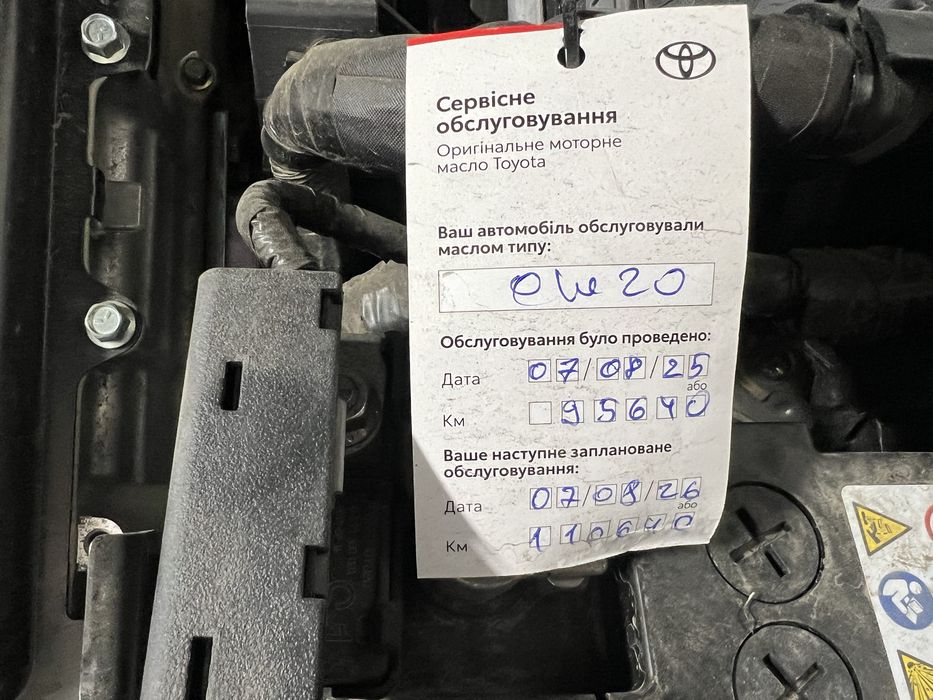 Сервісне
обслуговування
Оригінальне моторне
масло Toyota
Ваш автомобіль обслуговували
маслом типу:
0w20
Обслуговування було проведено:
Дата 07/08/25
або
Км 95640
Ваше наступне заплановане
обслуговування:
Дата 07/08/26
або
Км 110640